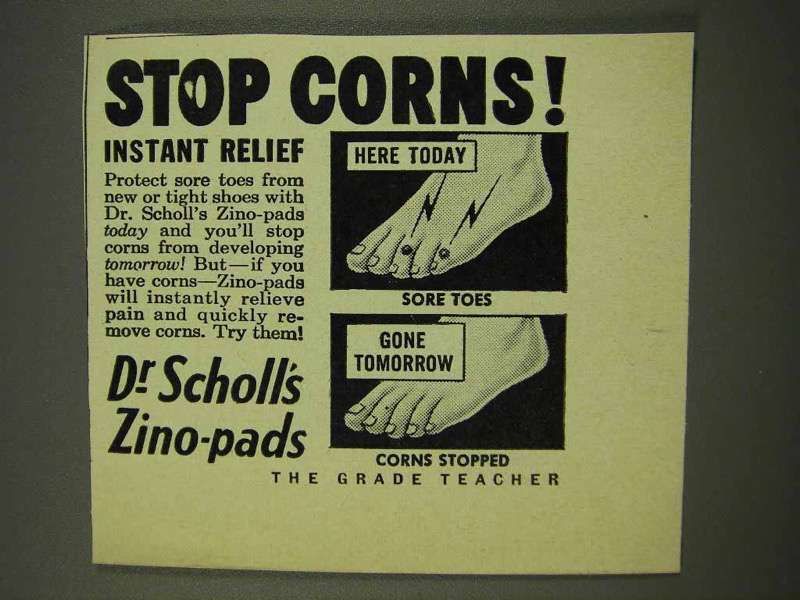 STOP CORNS!
INSTANT RELIEF
Protect sore toes from
new or tight shoes with
Dr. Scholl's Zino-pads
today and you'll stop
corns from developing
tomorrow! But—if you
have corns—Zino-pads
will instantly relieve
pain and quickly re-
move corns. Try them!
Dr Scholl's
Zino-pads
HERE TODAY
SORE TOES
GONE
TOMORROW
CORNS STOPPED
THE GRADE TEACHER